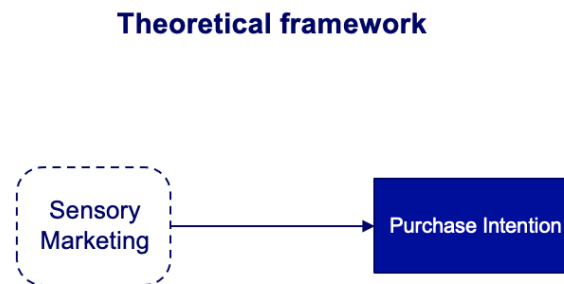 Theoretical framework
Sensory
Marketing
Purchase Intention